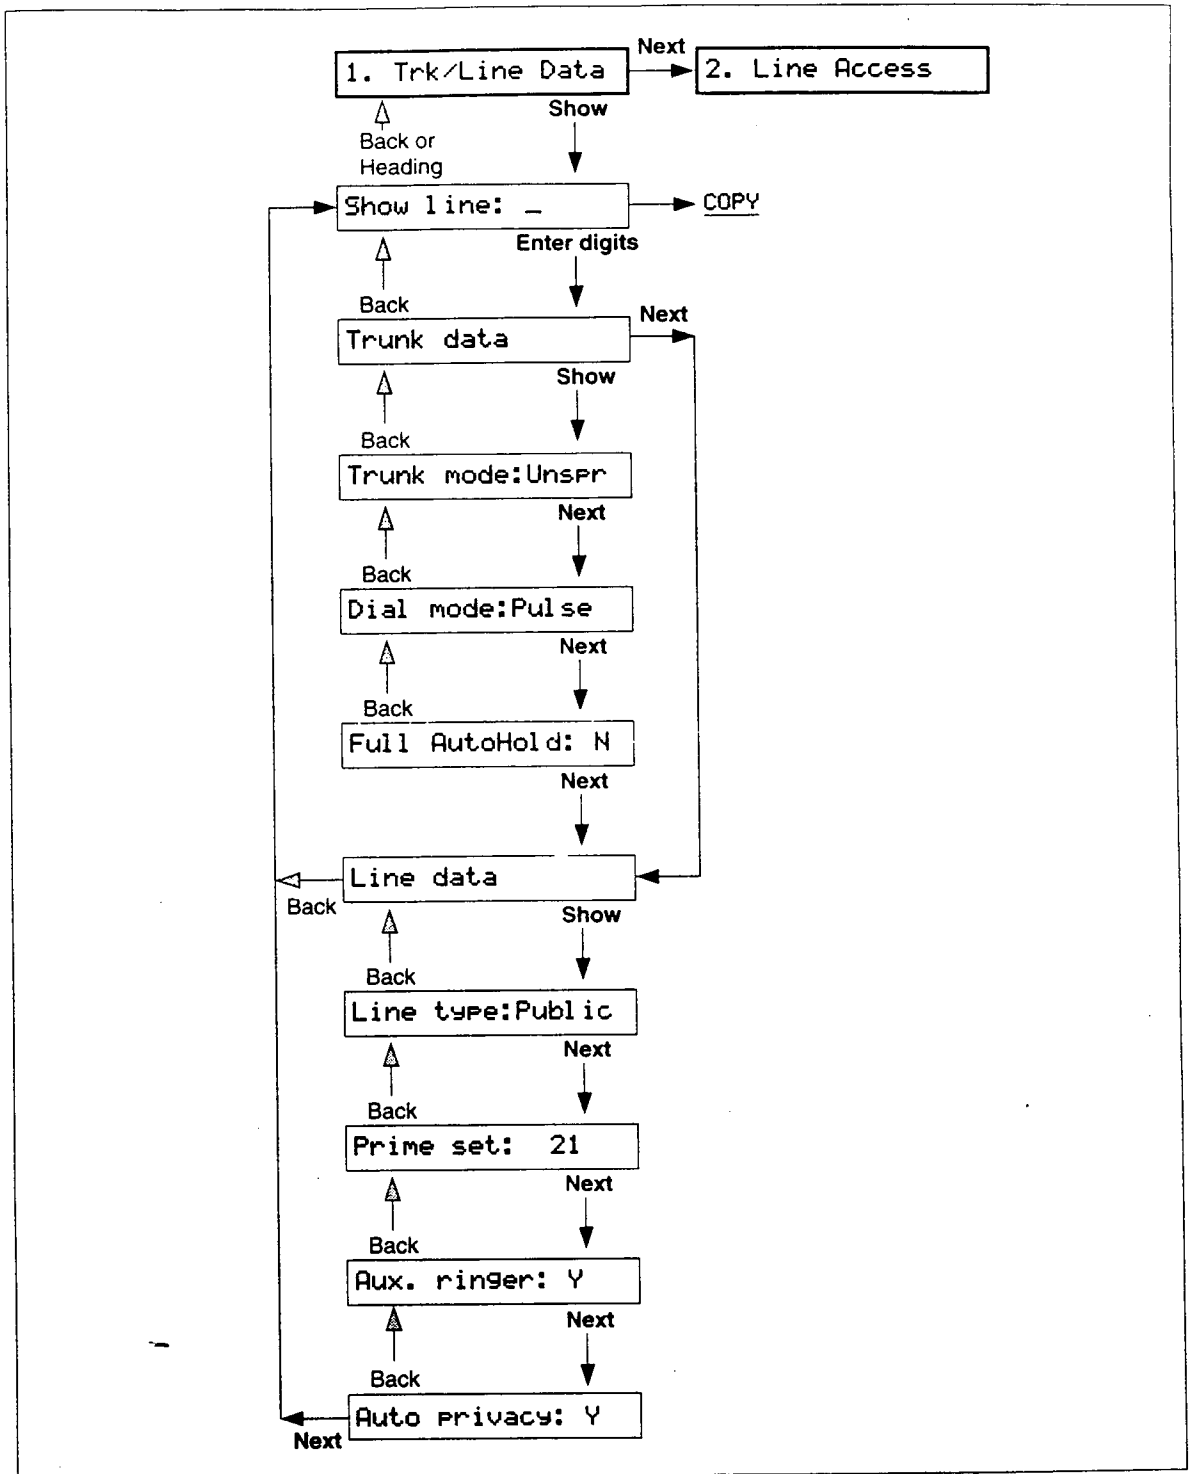 Next
1. Trk/Line Data
2. Line Access
Show
Back or
Heading
Show line: _
COPY
Enter digits
Back
Trunk data
Next
Show
Back
Trunk mode:Unspr
Next
Back
Dial mode:Pulse
Next
Back
Full AutoHold: N
Next
Line data
Back
Show
Back
Line type:Public
Next
Back
Prime set: 21
Next
Back
Aux. ringer: Y
Next
Back
Auto privacy: Y
Next